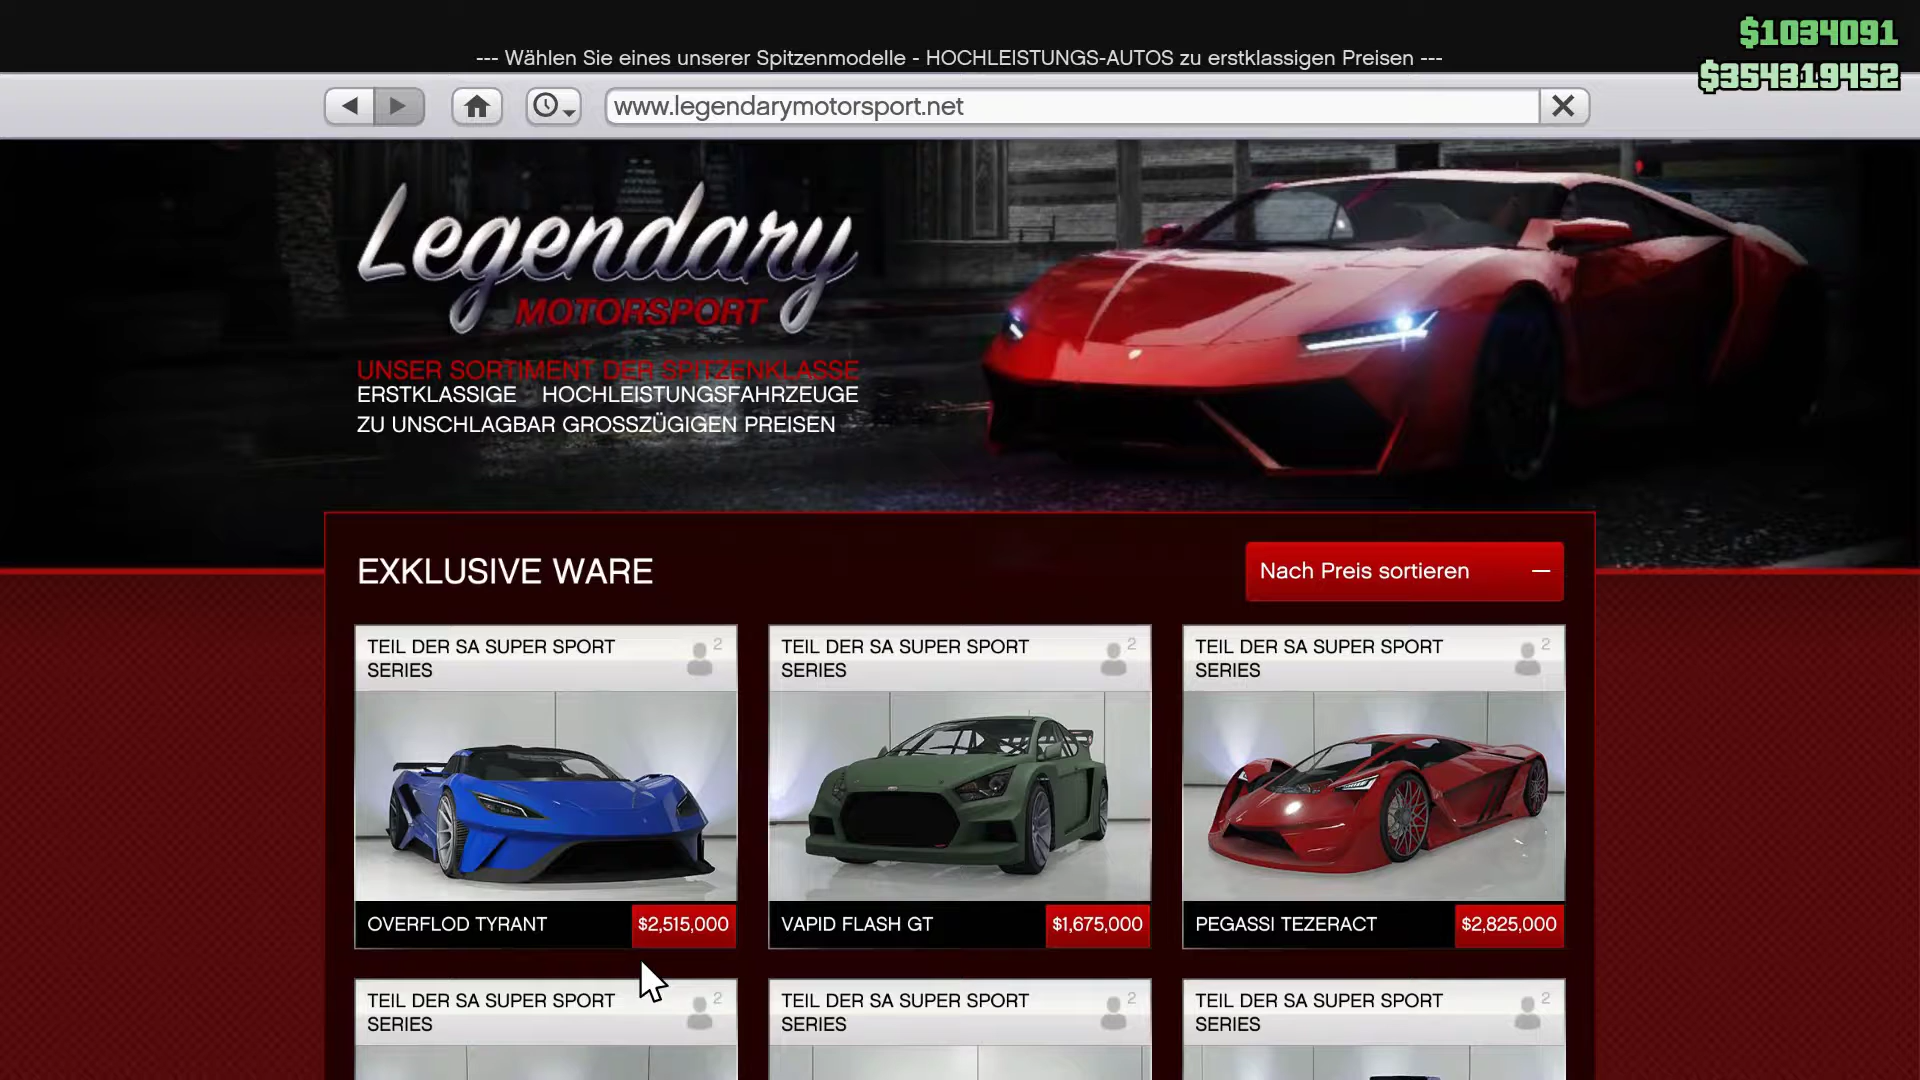 $1034091
--- Wählen Sie eines unserer Spitzenmodelle - HOCHLEISTUNGS-AUTOS zu erstklassigen Preisen ---
$354319452
www.legendarymotorsport.net
Legendary
MOTORSPORT
UNSER SORTIMENT DER SPITZENKLASSE
ERSTKLASSIGE HOCHLEISTUNGSFAHRZEUGE
ZU UNSCHLAGBAR GROSSZÜGIGEN PREISEN
EXKLUSIVE WARE
Nach Preis sortieren
TEIL DER SA SUPER SPORT
SERIES
2
TEIL DER SA SUPER SPORT
SERIES
2
TEIL DER SA SUPER SPORT
SERIES
2
OVERFLOD TYRANT
$2,515,000
VAPID FLASH GT
$1,675,000
PEGASSI TEZERACT
$2,825,000
TEIL DER SA SUPER SPORT
SERIES
2
TEIL DER SA SUPER SPORT
SERIES
2
TEIL DER SA SUPER SPORT
SERIES
2